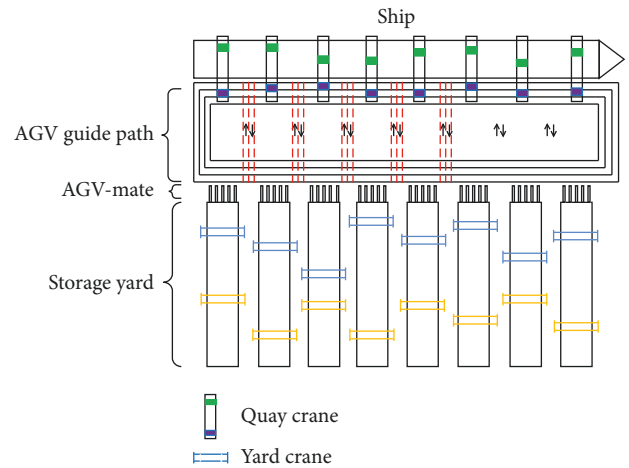 Ship
AGV guide path
AGV-mate
Storage yard
Quay crane
Yard crane